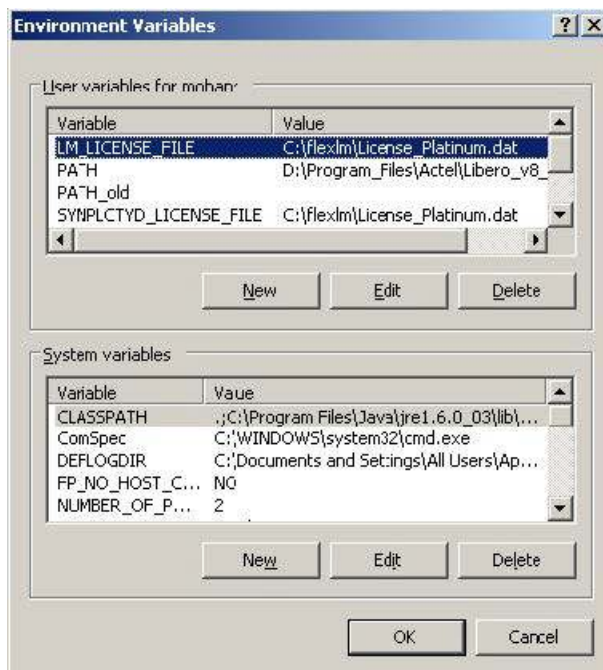 Environment Variables
User variables for mohan:
Variable Value
LM_LICENSE_FILE C:\flexlm\License_Platinum.dat
PATH D:\Program_Files\Actel\Libero_v8_
PATH_old
SYNPLCTYD_LICENSE_FILE C:\flexlm\License_Platinum.dat
New Edit Delete
System variables
Variable Value
CLASSPATH .;C:\Program Files\Java\jre1.6.0_03\lib\...
ComSpec C:\WINDOWS\system32\cmd.exe
DEFLOGDIR C:\Documents and Settings\All Users\Ap...
FP_NO_HOST_C... NO
NUMBER_OF_P... 2
New Edit Delete
OK Cancel